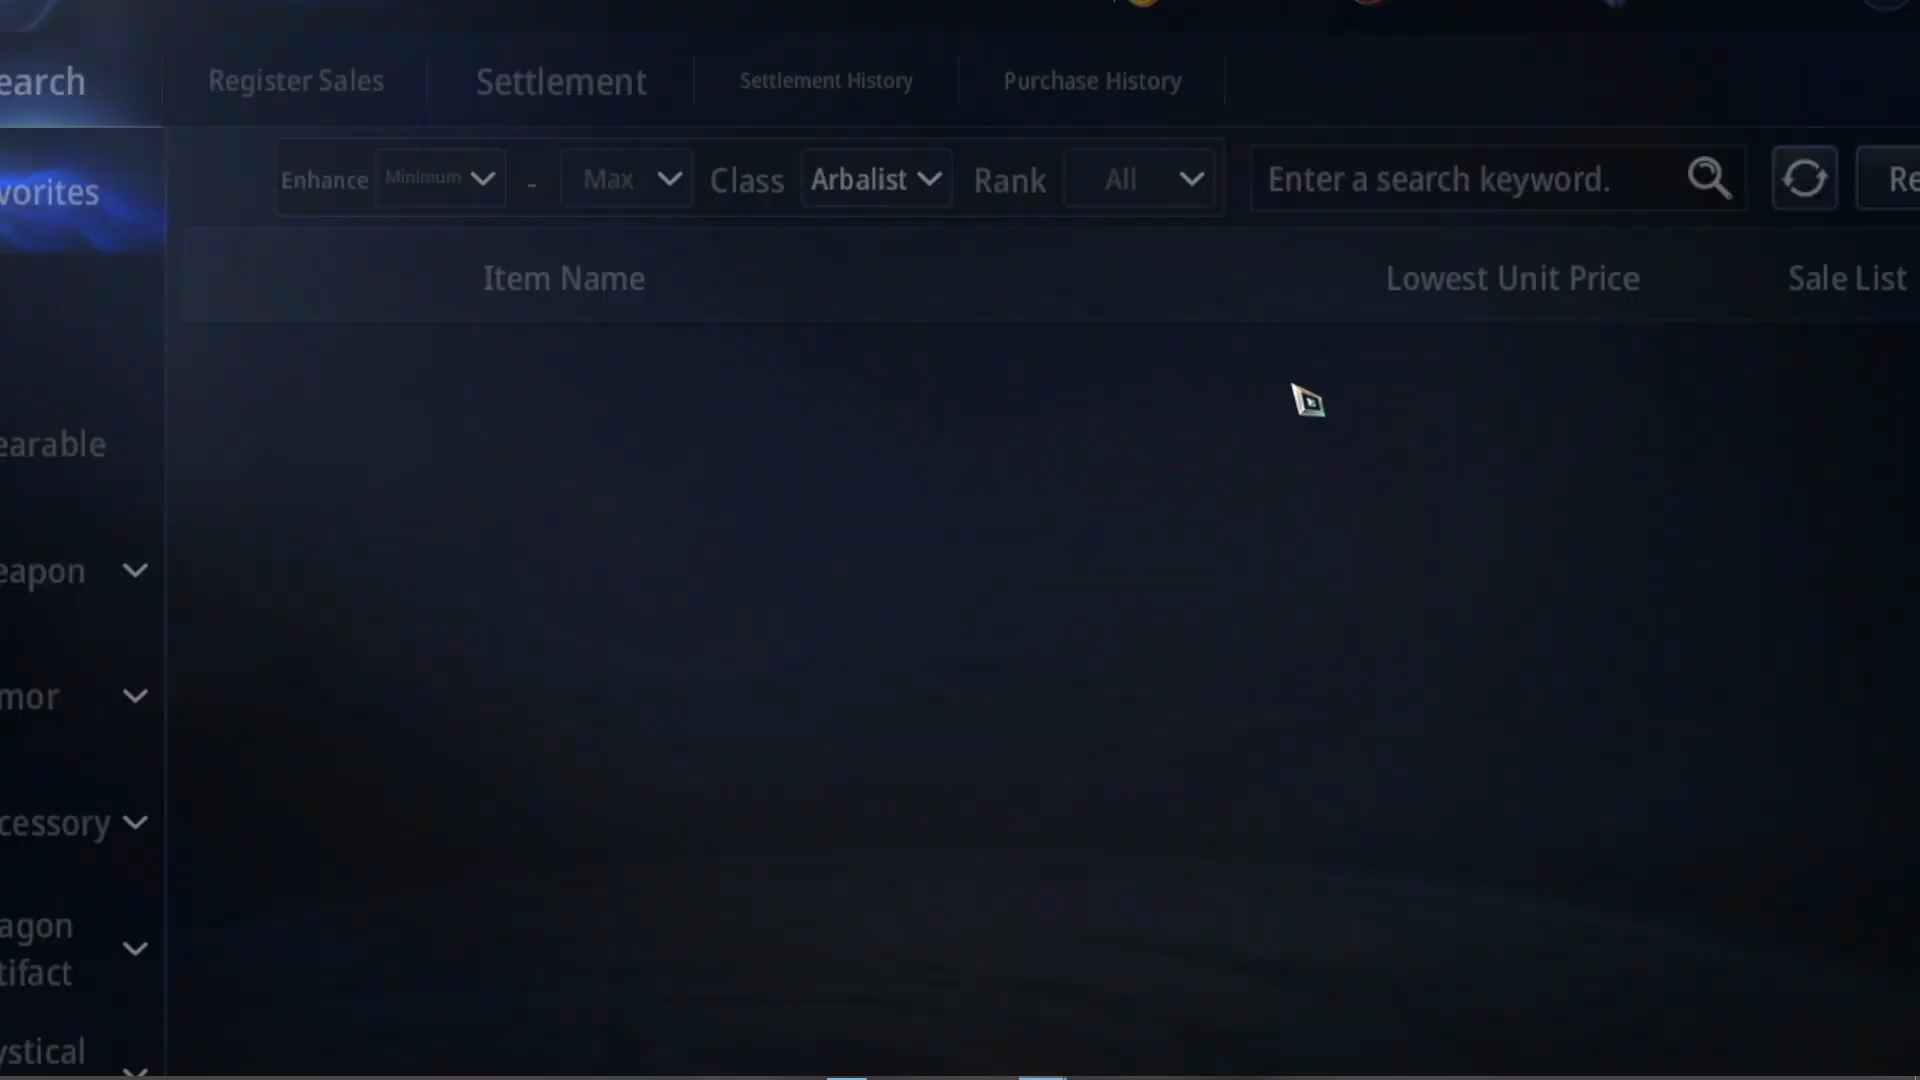 earch
Register Sales
Settlement
Settlement History
Purchase History
vorites
Enhance Minimum - Max Class Arbalist Rank All
Enter a search keyword.
Re
Item Name
Lowest Unit Price
Sale List
earable
eapon
mor
cessory
agon
tifact
ystical